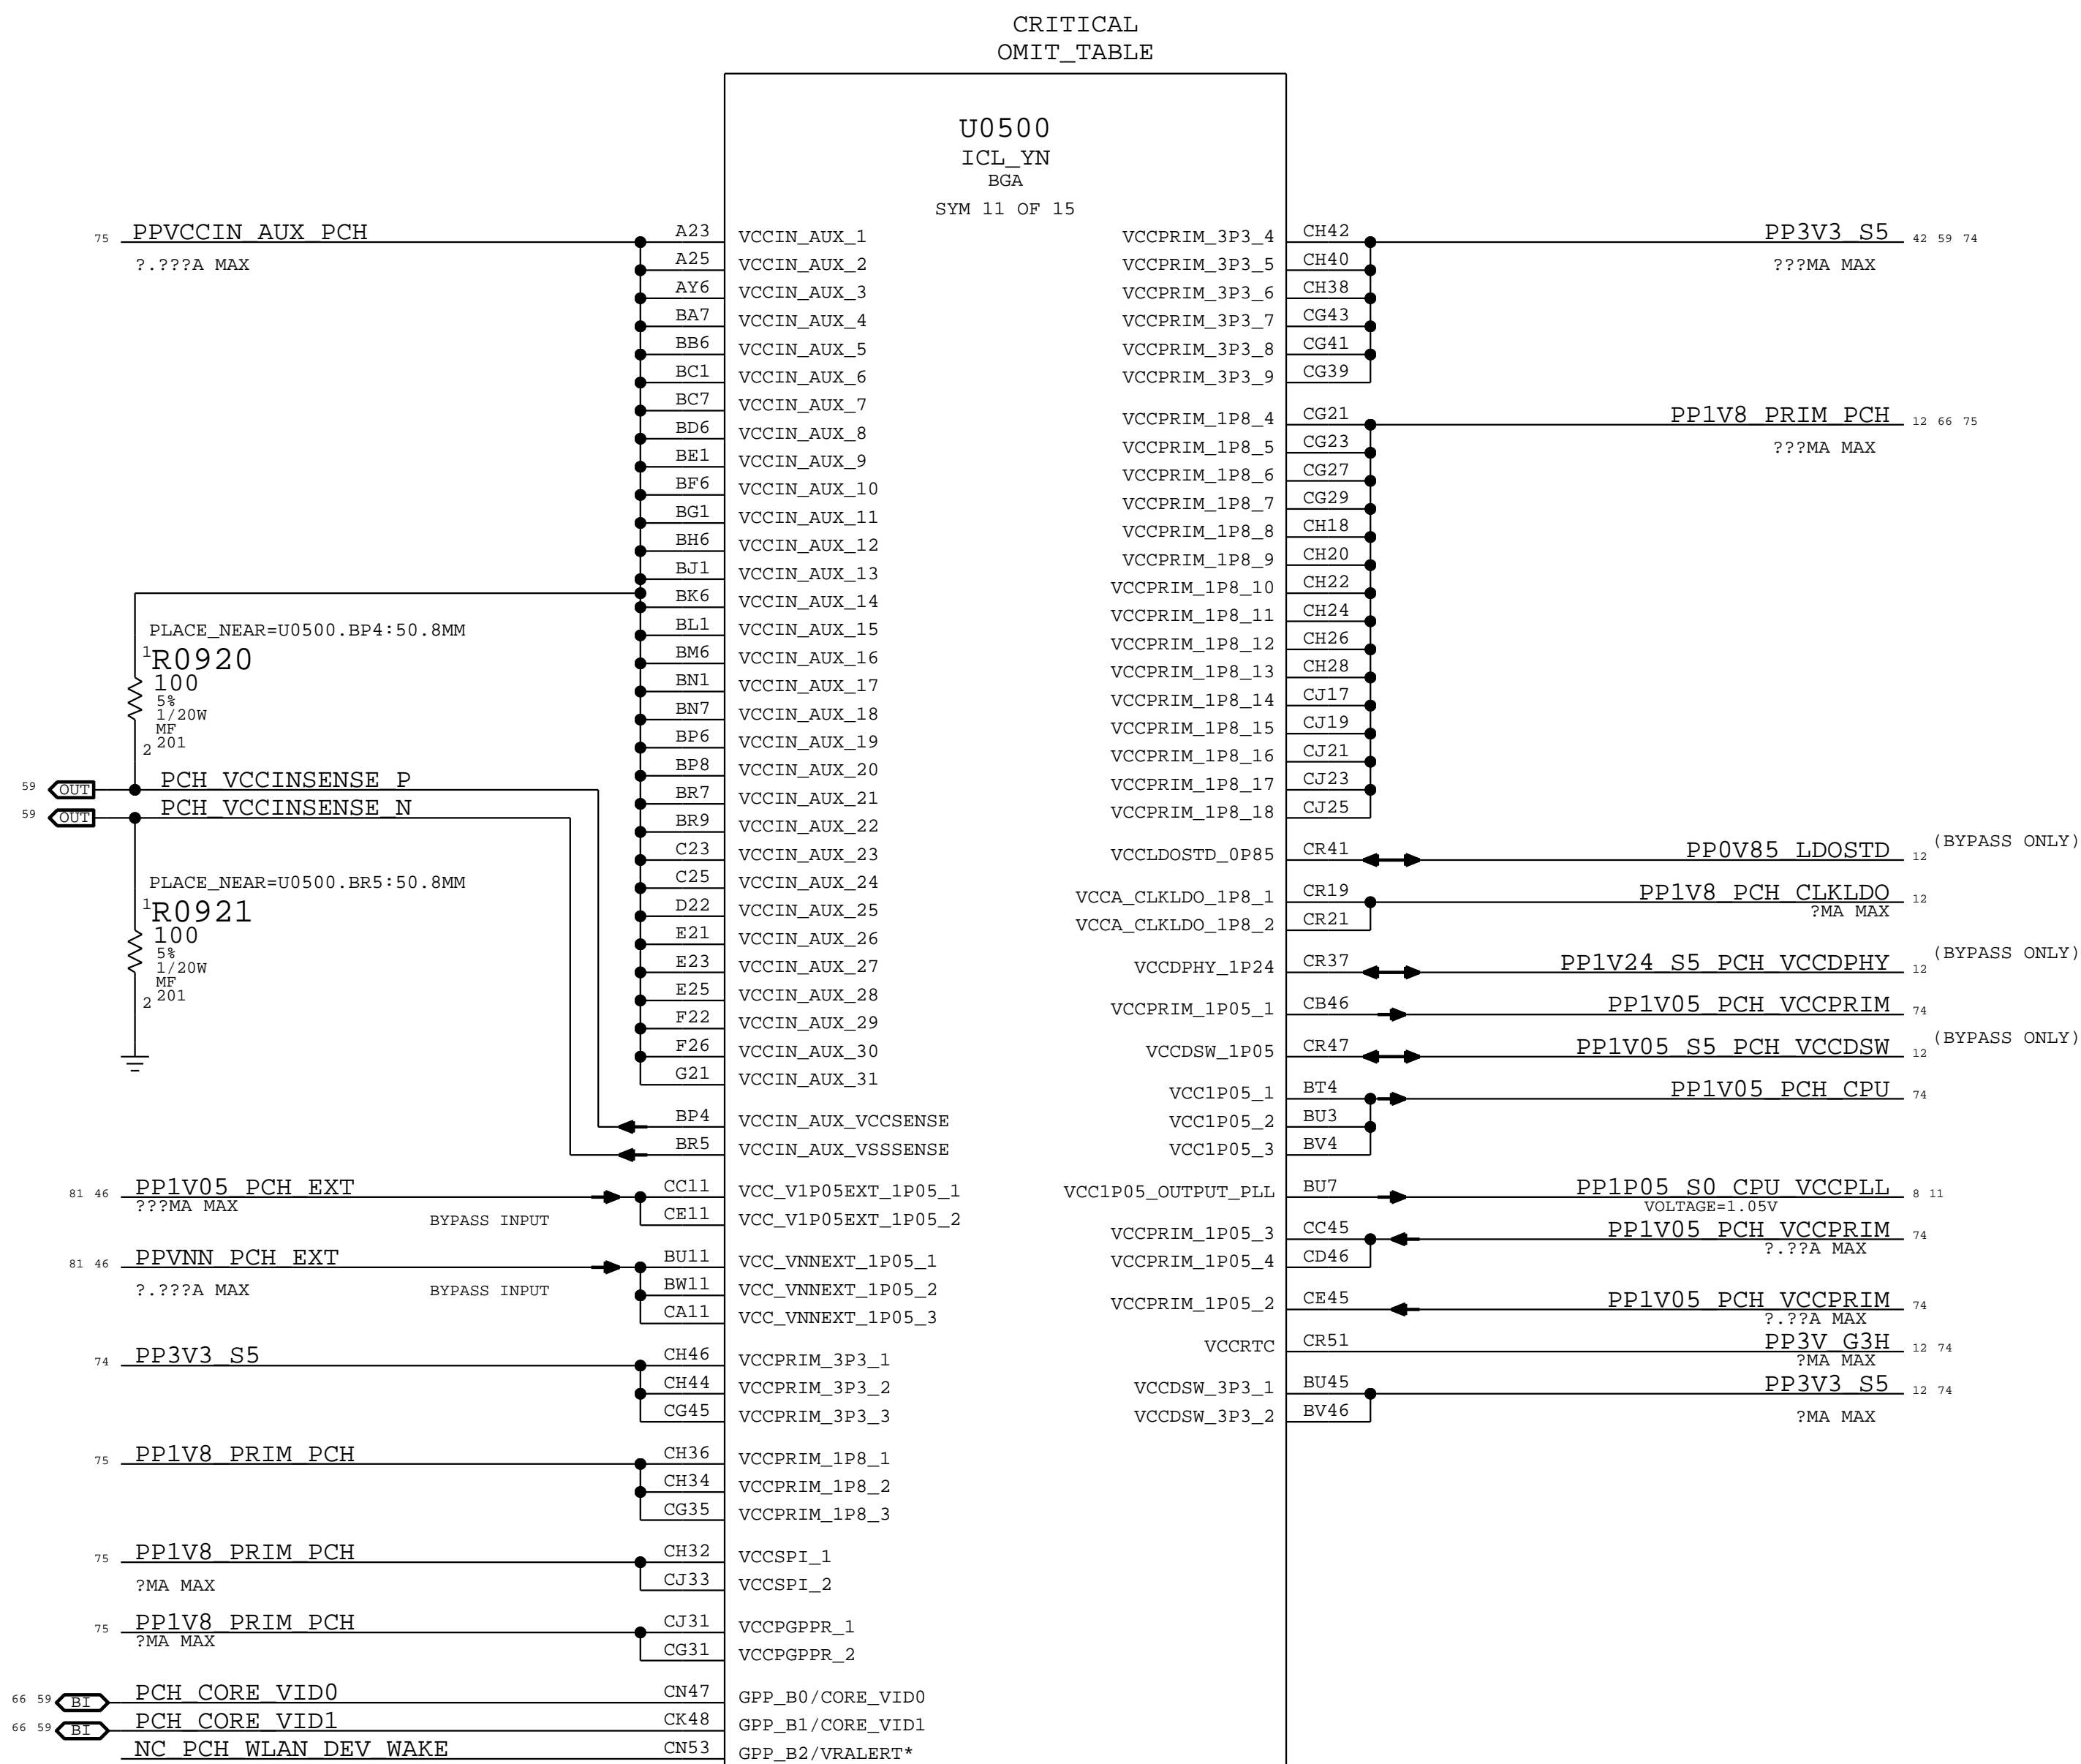 CRITICAL
OMIT_TABLE
U0500
ICL_YN
BGA
SYM 11 OF 15
75 PPVCCIN_AUX_PCH
?.???A MAX
A23 VCCIN_AUX_1
A25 VCCIN_AUX_2
AY6 VCCIN_AUX_3
BA7 VCCIN_AUX_4
BB6 VCCIN_AUX_5
BC1 VCCIN_AUX_6
BC7 VCCIN_AUX_7
BD6 VCCIN_AUX_8
BE1 VCCIN_AUX_9
BF6 VCCIN_AUX_10
BG1 VCCIN_AUX_11
BH6 VCCIN_AUX_12
BJ1 VCCIN_AUX_13
BK6 VCCIN_AUX_14
BL1 VCCIN_AUX_15
BM6 VCCIN_AUX_16
BN1 VCCIN_AUX_17
BN7 VCCIN_AUX_18
BP6 VCCIN_AUX_19
BP8 VCCIN_AUX_20
BR7 VCCIN_AUX_21
BR9 VCCIN_AUX_22
C23 VCCIN_AUX_23
C25 VCCIN_AUX_24
D22 VCCIN_AUX_25
E21 VCCIN_AUX_26
E23 VCCIN_AUX_27
E25 VCCIN_AUX_28
F22 VCCIN_AUX_29
F26 VCCIN_AUX_30
G21 VCCIN_AUX_31
PLACE_NEAR=U0500.BP4:50.8MM
1 R0920
100
5%
1/20W
MF
2 201
59 OUT PCH_VCCINSENSE_P
59 OUT PCH_VCCINSENSE_N
PLACE_NEAR=U0500.BR5:50.8MM
1 R0921
100
5%
1/20W
MF
2 201
BP4 VCCIN_AUX_VCCSENSE
BR5 VCCIN_AUX_VSSSENSE
81 46 PP1V05_PCH_EXT CC11 VCC_V1P05EXT_1P05_1
???MA MAX
BYPASS INPUT CE11 VCC_V1P05EXT_1P05_2
81 46 PPVNN_PCH_EXT BU11 VCC_VNNEXT_1P05_1
?.???A MAX BYPASS INPUT BW11 VCC_VNNEXT_1P05_2
CA11 VCC_VNNEXT_1P05_3
74 PP3V3_S5 CH46 VCCPRIM_3P3_1
CH44 VCCPRIM_3P3_2
CG45 VCCPRIM_3P3_3
75 PP1V8_PRIM_PCH CH36 VCCPRIM_1P8_1
CH34 VCCPRIM_1P8_2
CG35 VCCPRIM_1P8_3
75 PP1V8_PRIM_PCH CH32 VCCSPI_1
?MA MAX CJ33 VCCSPI_2
75 PP1V8_PRIM_PCH CJ31 VCCPGPPR_1
?MA MAX
CG31 VCCPGPPR_2
66 59 BI PCH_CORE_VID0 CN47 GPP_B0/CORE_VID0
66 59 BI PCH_CORE_VID1 CK48 GPP_B1/CORE_VID1
NC_PCH_WLAN_DEV_WAKE CN53 GPP_B2/VRALERT*
VCCPRIM_3P3_4 CH42 PP3V3_S5 42 59 74
VCCPRIM_3P3_5 CH40 ???MA MAX
VCCPRIM_3P3_6 CH38
VCCPRIM_3P3_7 CG43
VCCPRIM_3P3_8 CG41
VCCPRIM_3P3_9 CG39
VCCPRIM_1P8_4 CG21 PP1V8_PRIM_PCH 12 66 75
VCCPRIM_1P8_5 CG23 ???MA MAX
VCCPRIM_1P8_6 CG27
VCCPRIM_1P8_7 CG29
VCCPRIM_1P8_8 CH18
VCCPRIM_1P8_9 CH20
VCCPRIM_1P8_10 CH22
VCCPRIM_1P8_11 CH24
VCCPRIM_1P8_12 CH26
VCCPRIM_1P8_13 CH28
VCCPRIM_1P8_14 CJ17
VCCPRIM_1P8_15 CJ19
VCCPRIM_1P8_16 CJ21
VCCPRIM_1P8_17 CJ23
VCCPRIM_1P8_18 CJ25
VCCLDOSTD_0P85 CR41 PP0V85_LDOSTD 12 (BYPASS ONLY)
VCCA_CLKLDO_1P8_1 CR19 PP1V8_PCH_CLKLDO 12
?MA MAX
VCCA_CLKLDO_1P8_2 CR21
VCCDPHY_1P24 CR37 PP1V24_S5_PCH_VCCDPHY 12 (BYPASS ONLY)
VCCPRIM_1P05_1 CB46 PP1V05_PCH_VCCPRIM 74
VCCDSW_1P05 CR47 PP1V05_S5_PCH_VCCDSW 12 (BYPASS ONLY)
VCC1P05_1 BT4 PP1V05_PCH_CPU 74
VCC1P05_2 BU3
VCC1P05_3 BV4
VCC1P05_OUTPUT_PLL BU7 PP1P05_S0_CPU_VCCPLL 8 11
VOLTAGE=1.05V
VCCPRIM_1P05_3 CC45 PP1V05_PCH_VCCPRIM 74
?.??A MAX
VCCPRIM_1P05_4 CD46
VCCPRIM_1P05_2 CE45 PP1V05_PCH_VCCPRIM 74
?.??A MAX
VCCRTC CR51 PP3V_G3H 12 74
?MA MAX
VCCDSW_3P3_1 BU45 PP3V3_S5 12 74
VCCDSW_3P3_2 BV46 ?MA MAX